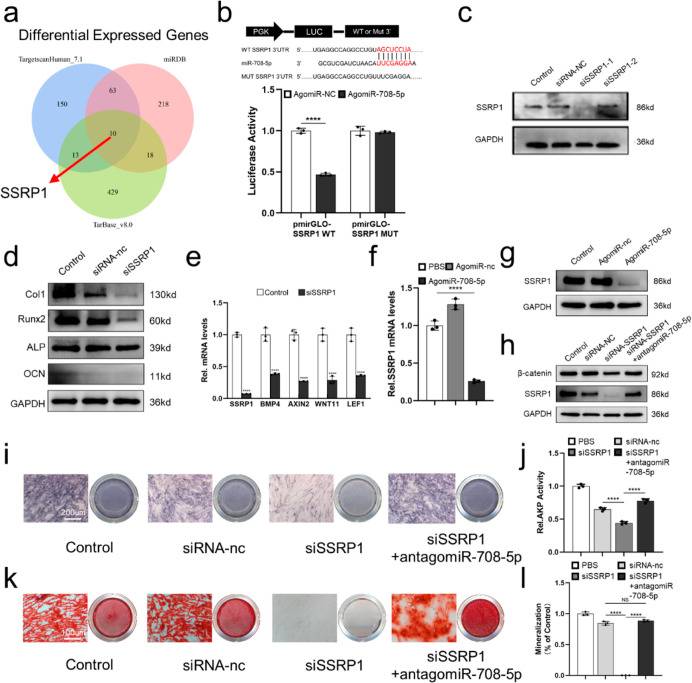 a
Differential Expressed Genes
TargetscanHuman_7.1
miRDB
150
63
218
10
13
18
429
SSRP1
TarBase_v8.0
b
PGK
LUC
WT or Mut 3'
WT SSRP1 3'UTR ......UGAGGCCAGGCCUGUAGCUCCUA......
miR-708-5p GCGUCGAUCUAACAUUCGAGGA
MUT SSRP1 3'UTR ......UGAGGCCAGGCCUGUUUCGAGGA...
AgomiR-NC
AgomiR-708-5p
Luciferase Activity
1.5
1.0
0.5
0.0
****
pmirGLO-
SSRP1 WT
pmirGLO-
SSRP1 MUT
c
Control
siRNA-NC
siSSRP1-1
siSSRP1-2
SSRP1
86kd
GAPDH
36kd
d
Control
siRNA-nc
siSSRP1
Col1
130kd
Runx2
60kd
ALP
39kd
OCN
11kd
GAPDH
36kd
e
Control
siSSRP1
Rel. mRNA levels
1.5
1.0
0.5
0.0
****
****
****
****
****
SSRP1
BMP4
AXIN2
WNT11
LEF1
f
PBS
AgomiR-nc
AgomiR-708-5p
Rel.SSRP1 mRNA levels
1.5
1.0
0.5
0.0
****
g
Control
AgomiR-nc
AgomiR-708-5p
SSRP1
86kd
GAPDH
36kd
h
Control
siRNA-NC
siRNA-SSRP1
siRNA-SSRP1
+antagomiR-708-5p
β-catenin
92kd
SSRP1
86kd
GAPDH
36kd
i
200um
Control
siRNA-nc
siSSRP1
siSSRP1
+antagomiR-708-5p
j
PBS
siRNA-nc
siSSRP1
siSSRP1
+antagomiR
-708-5p
Rel.AKP Activity
1.5
1.0
0.5
0.0
****
****
k
100um
Control
siRNA-nc
siSSRP1
siSSRP1
+antagomiR-708-5p
l
PBS
siRNA-nc
siSSRP1
siSSRP1
+antagomiR
-708-5p
Mineralization
(% of Control)
1.5
1.0
0.5
0.0
NS
****
****